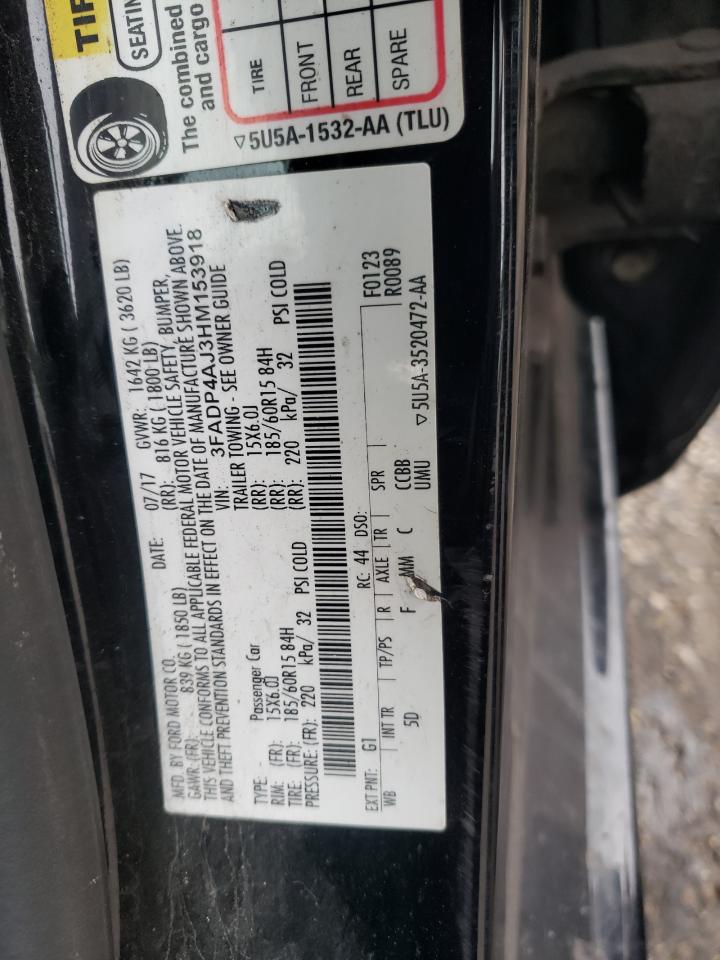 TIR
SEATIN
The combined
and cargo
TIRE
FRONT
REAR
SPARE
▽5U5A-1532-AA (TLU)
MFD. BY FORD MOTOR CO.
DATE: 07/17 GVWR: 1642 KG ( 3620 LB)
GAWR: (FR): 839 KG ( 1850 LB) (RR): 816 KG ( 1800 LB)
THIS VEHICLE CONFORMS TO ALL APPLICABLE FEDERAL MOTOR VEHICLE SAFETY, BUMPER,
AND THEFT PREVENTION STANDARDS IN EFFECT ON THE DATE OF MANUFACTURE SHOWN ABOVE.
VIN: 3FADP4AJ3HM153918
TYPE: - Passenger Car TRAILER TOWING - SEE OWNER GUIDE
RIM: (FR): 15X6.0J (RR): 15X6.0J
TIRE: (FR): 185/60R15 84H (RR): 185/60R15 84H
PRESSURE: (FR): 220 kPa/ 32 PSI COLD (RR): 220 kPa/ 32 PSI COLD
EXT PNT: G1 RC: 44 DSO: F0123
WB INT TR TP/PS R AXLE TR SPR R0089
5D F MM C CCBB
UMU
▽5U5A-3520472-AA